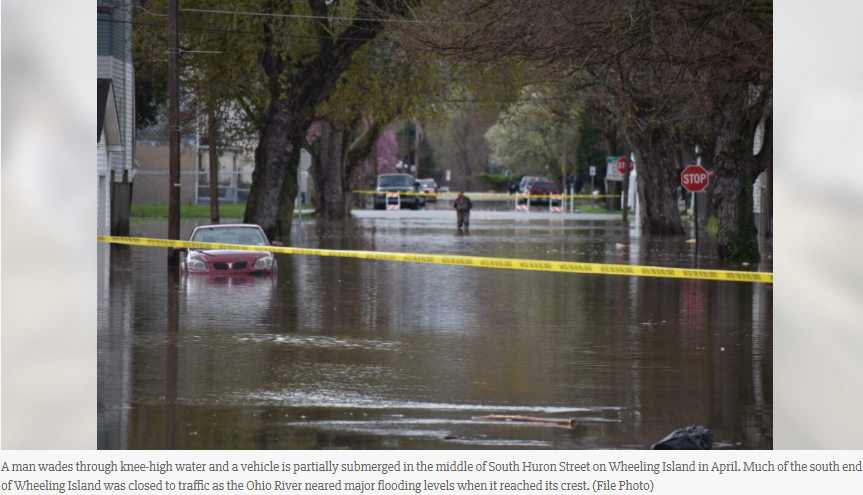 STOP
A man wades through knee-high water and a vehicle is partially submerged in the middle of South Huron Street on Wheeling Island in April. Much of the south end
of Wheeling Island was closed to traffic as the Ohio River neared major flooding levels when it reached its crest. (File Photo)